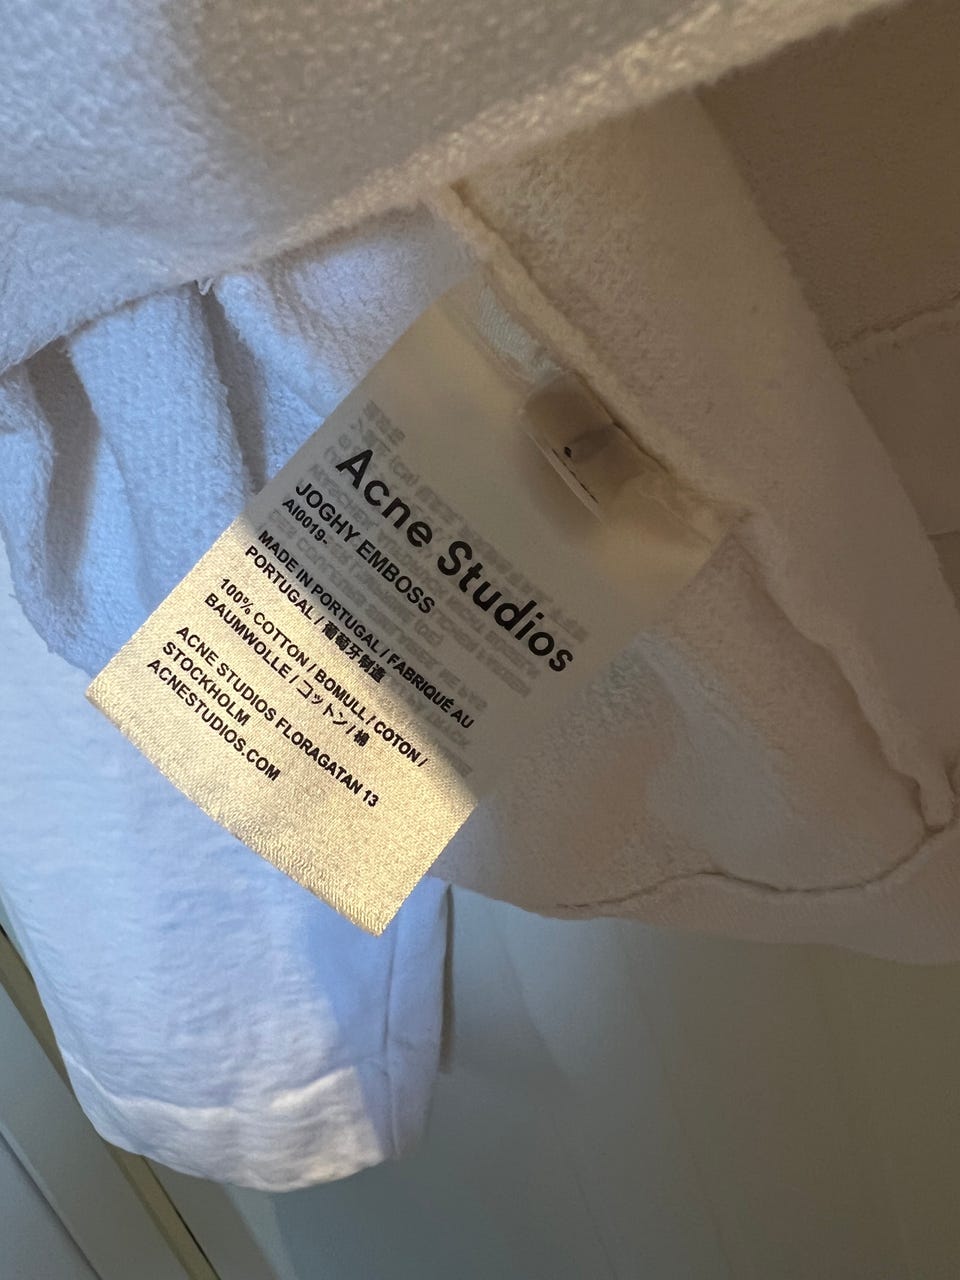 Acne Studios
JOGHY EMBOSS
AI0019-
MADE IN PORTUGAL / FABRIQUÉ AU
PORTUGAL / 葡萄牙制造
100% COTTON / BOMULL / COTON /
BAUMWOLLE / コットン / 棉
ACNE STUDIOS FLORAGATAN 13
STOCKHOLM
ACNESTUDIOS.COM